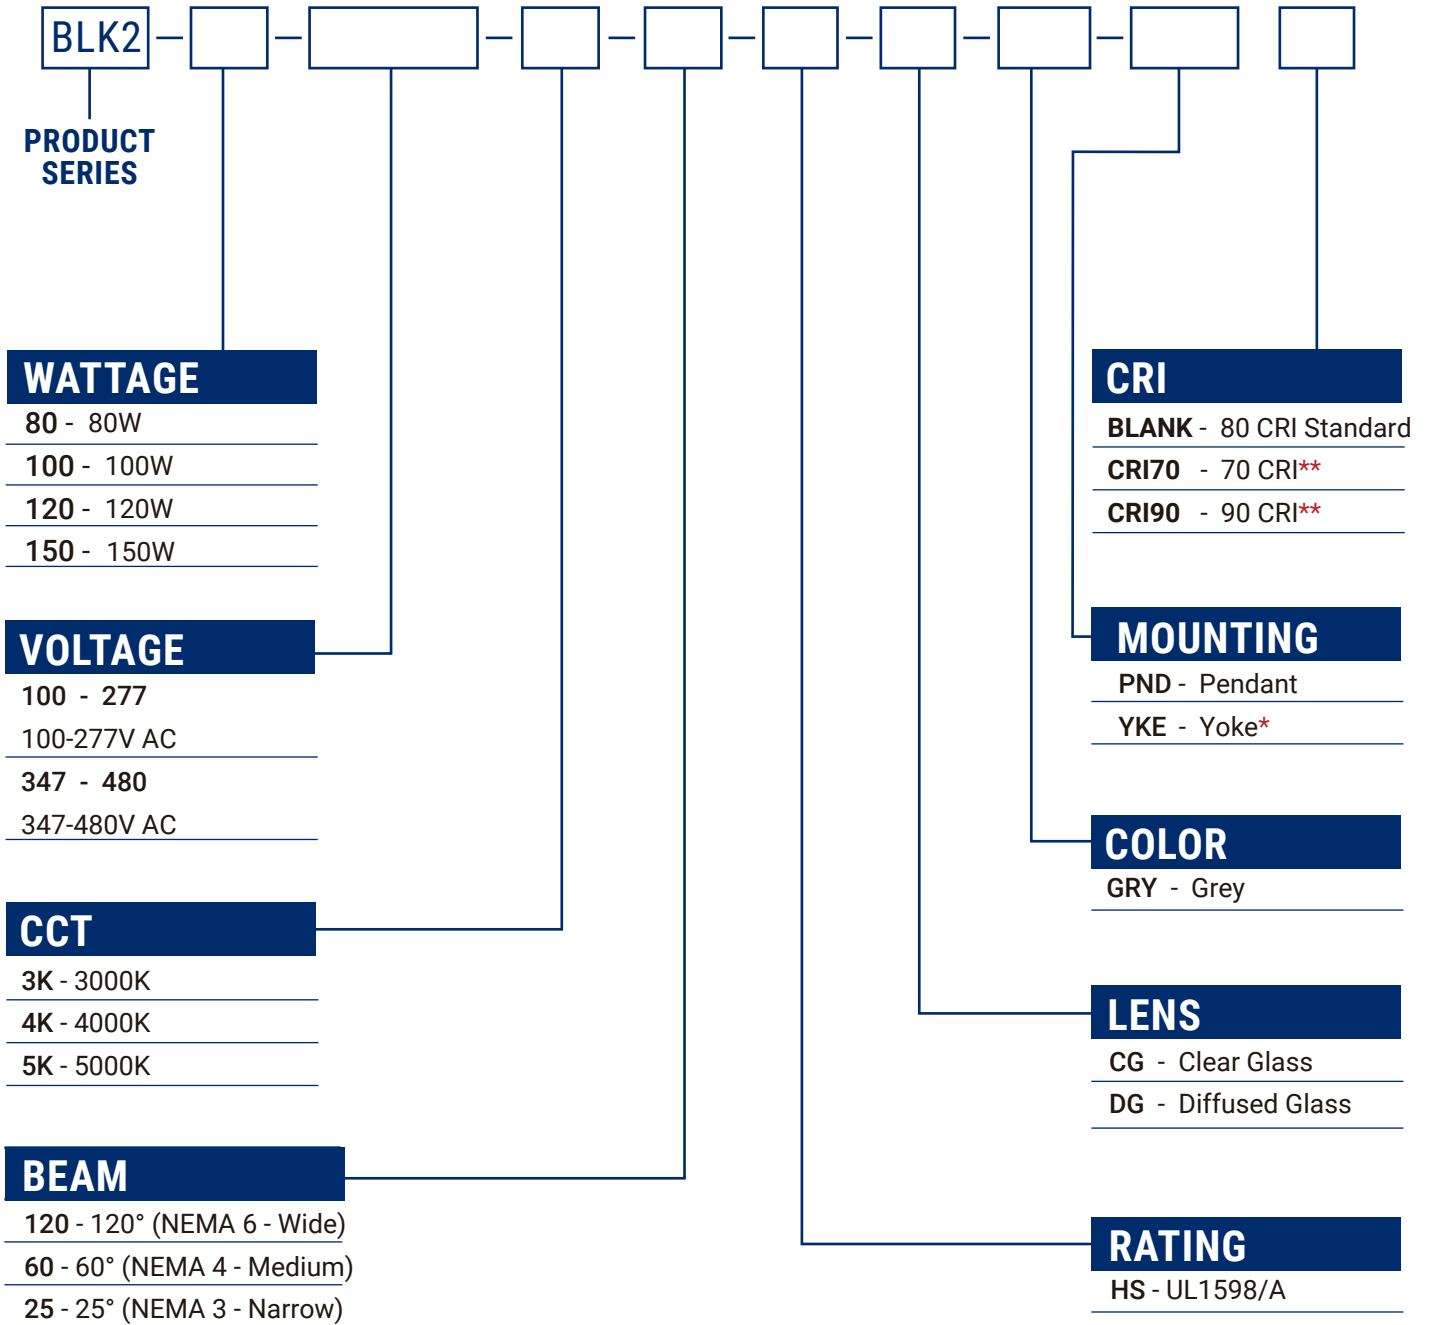 BLK2
PRODUCT
SERIES
WATTAGE
80 - 80W
100 - 100W
120 - 120W
150 - 150W
VOLTAGE
100 - 277
100-277V AC
347 - 480
347-480V AC
CCT
3K - 3000K
4K - 4000K
5K - 5000K
BEAM
120 - 120° (NEMA 6 - Wide)
60 - 60° (NEMA 4 - Medium)
25 - 25° (NEMA 3 - Narrow)
CRI
BLANK - 80 CRI Standard
CRI70 - 70 CRI**
CRI90 - 90 CRI**
MOUNTING
PND - Pendant
YKE - Yoke*
COLOR
GRY - Grey
LENS
CG - Clear Glass
DG - Diffused Glass
RATING
HS - UL1598/A